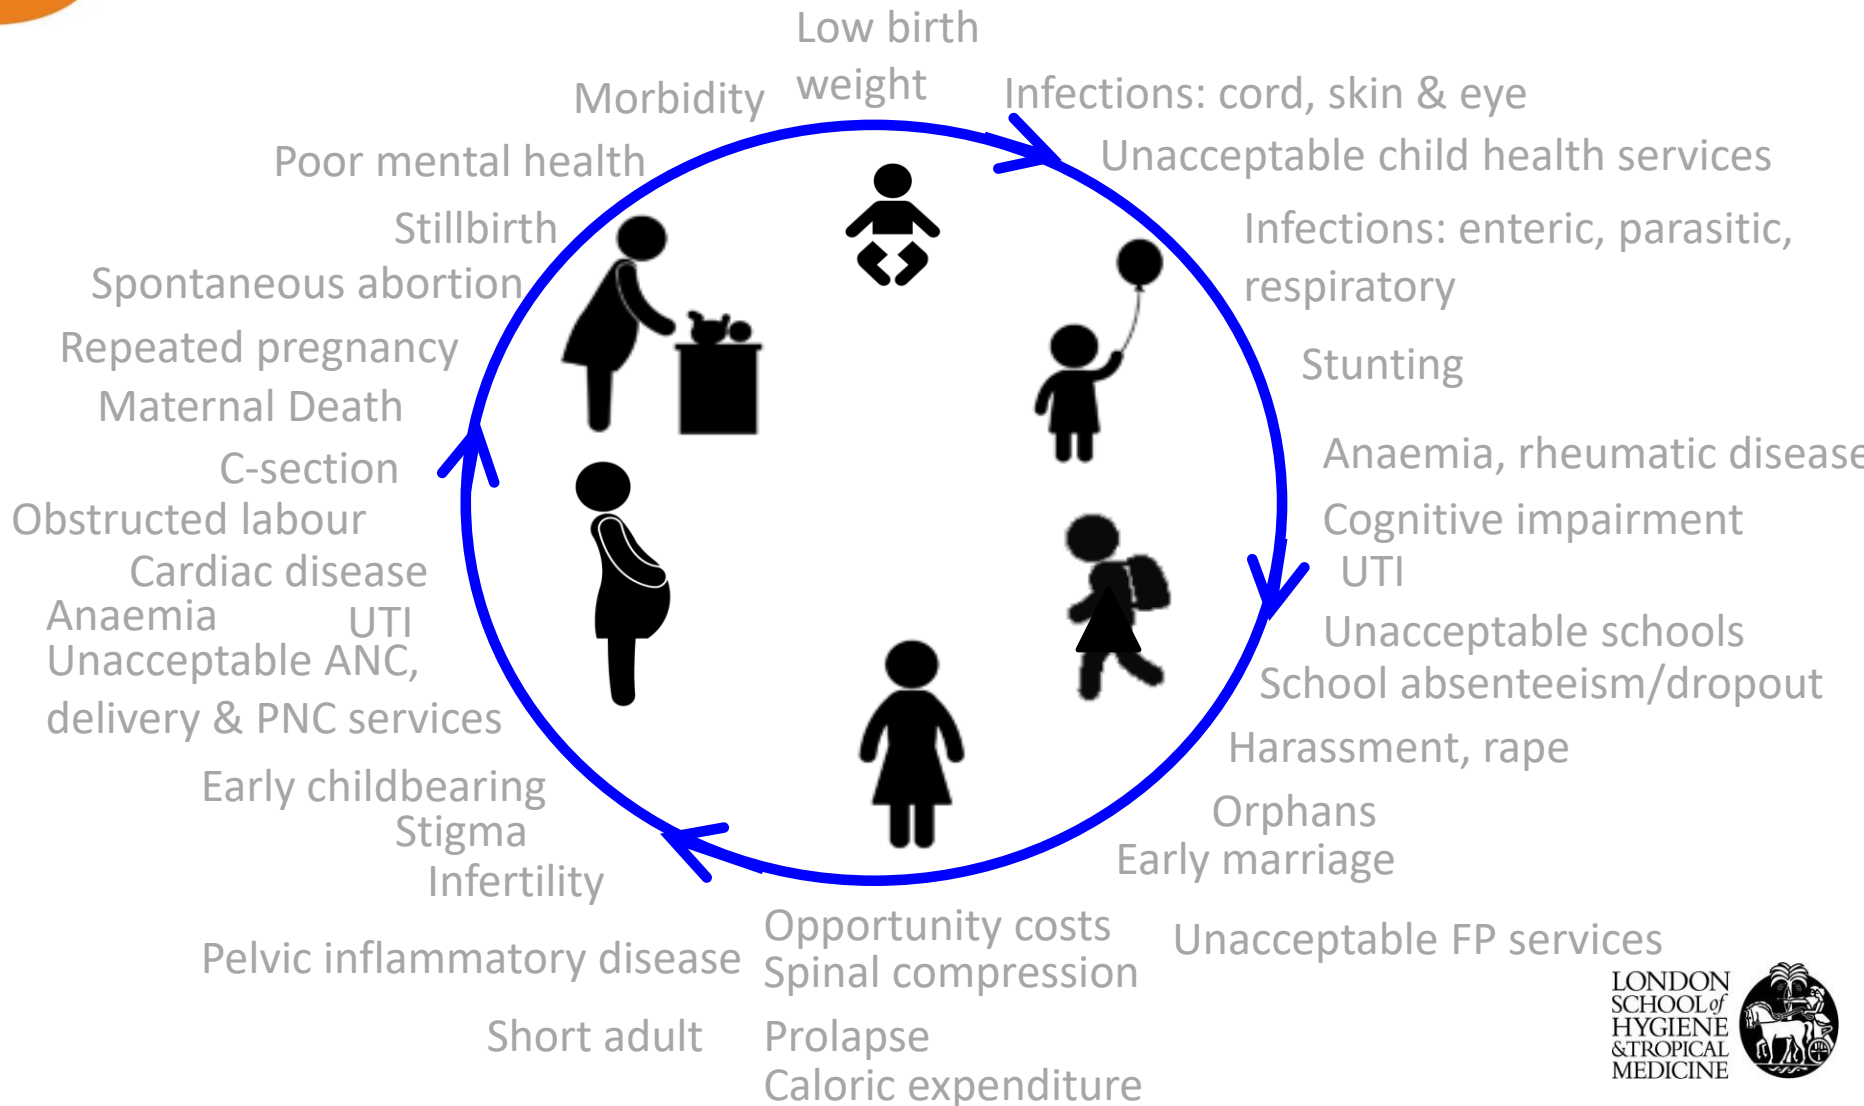 Low birth
weight
Morbidity
Infections: cord, skin & eye
Poor mental health
Unacceptable child health services
Stillbirth
Infections: enteric, parasitic,
respiratory
Spontaneous abortion
Repeated pregnancy
Stunting
Maternal Death
C-section
Anaemia, rheumatic disease
Obstructed labour
Cognitive impairment
Cardiac disease
UTI
Anaemia
UTI
Unacceptable ANC,
delivery & PNC services
Unacceptable schools
School absenteeism/dropout
Harassment, rape
Early childbearing
Stigma
Infertility
Orphans
Early marriage
Pelvic inflammatory disease
Opportunity costs
Spinal compression
Unacceptable FP services
Short adult
Prolapse
Caloric expenditure
LONDON
SCHOOL of
HYGIENE
& TROPICAL
MEDICINE